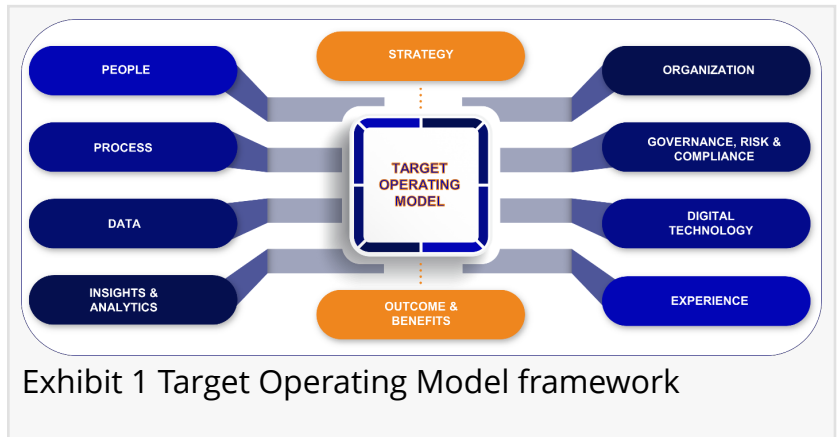 STRATEGY
PEOPLE
ORGANIZATION
PROCESS
GOVERNANCE, RISK &
COMPLIANCE
TARGET
OPERATING
MODEL
DATA
DIGITAL
TECHNOLOGY
INSIGHTS &
ANALYTICS
OUTCOME &
BENEFITS
EXPERIENCE
Exhibit 1 Target Operating Model framework